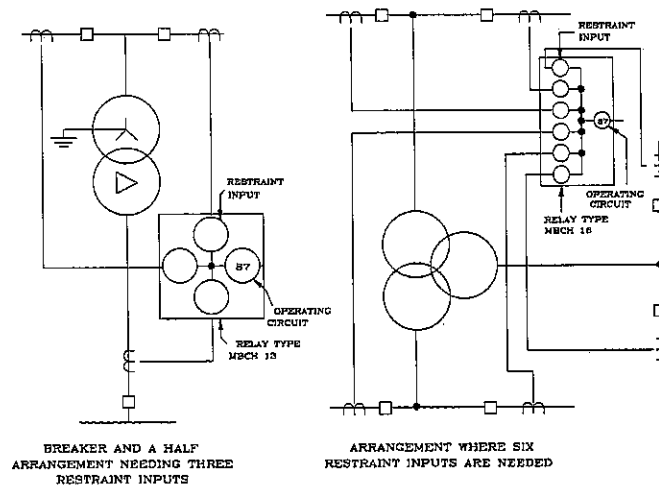 RESTRAINT
INPUT
87
OPERATING
CIRCUIT
RELAY TYPE
MBCH 13
BREAKER AND A HALF
ARRANGEMENT NEEDING THREE
RESTRAINT INPUTS
RESTRAINT
INPUT
87
OPERATING
CIRCUIT
RELAY TYPE
MBCH 16
ARRANGEMENT WHERE SIX
RESTRAINT INPUTS ARE NEEDED